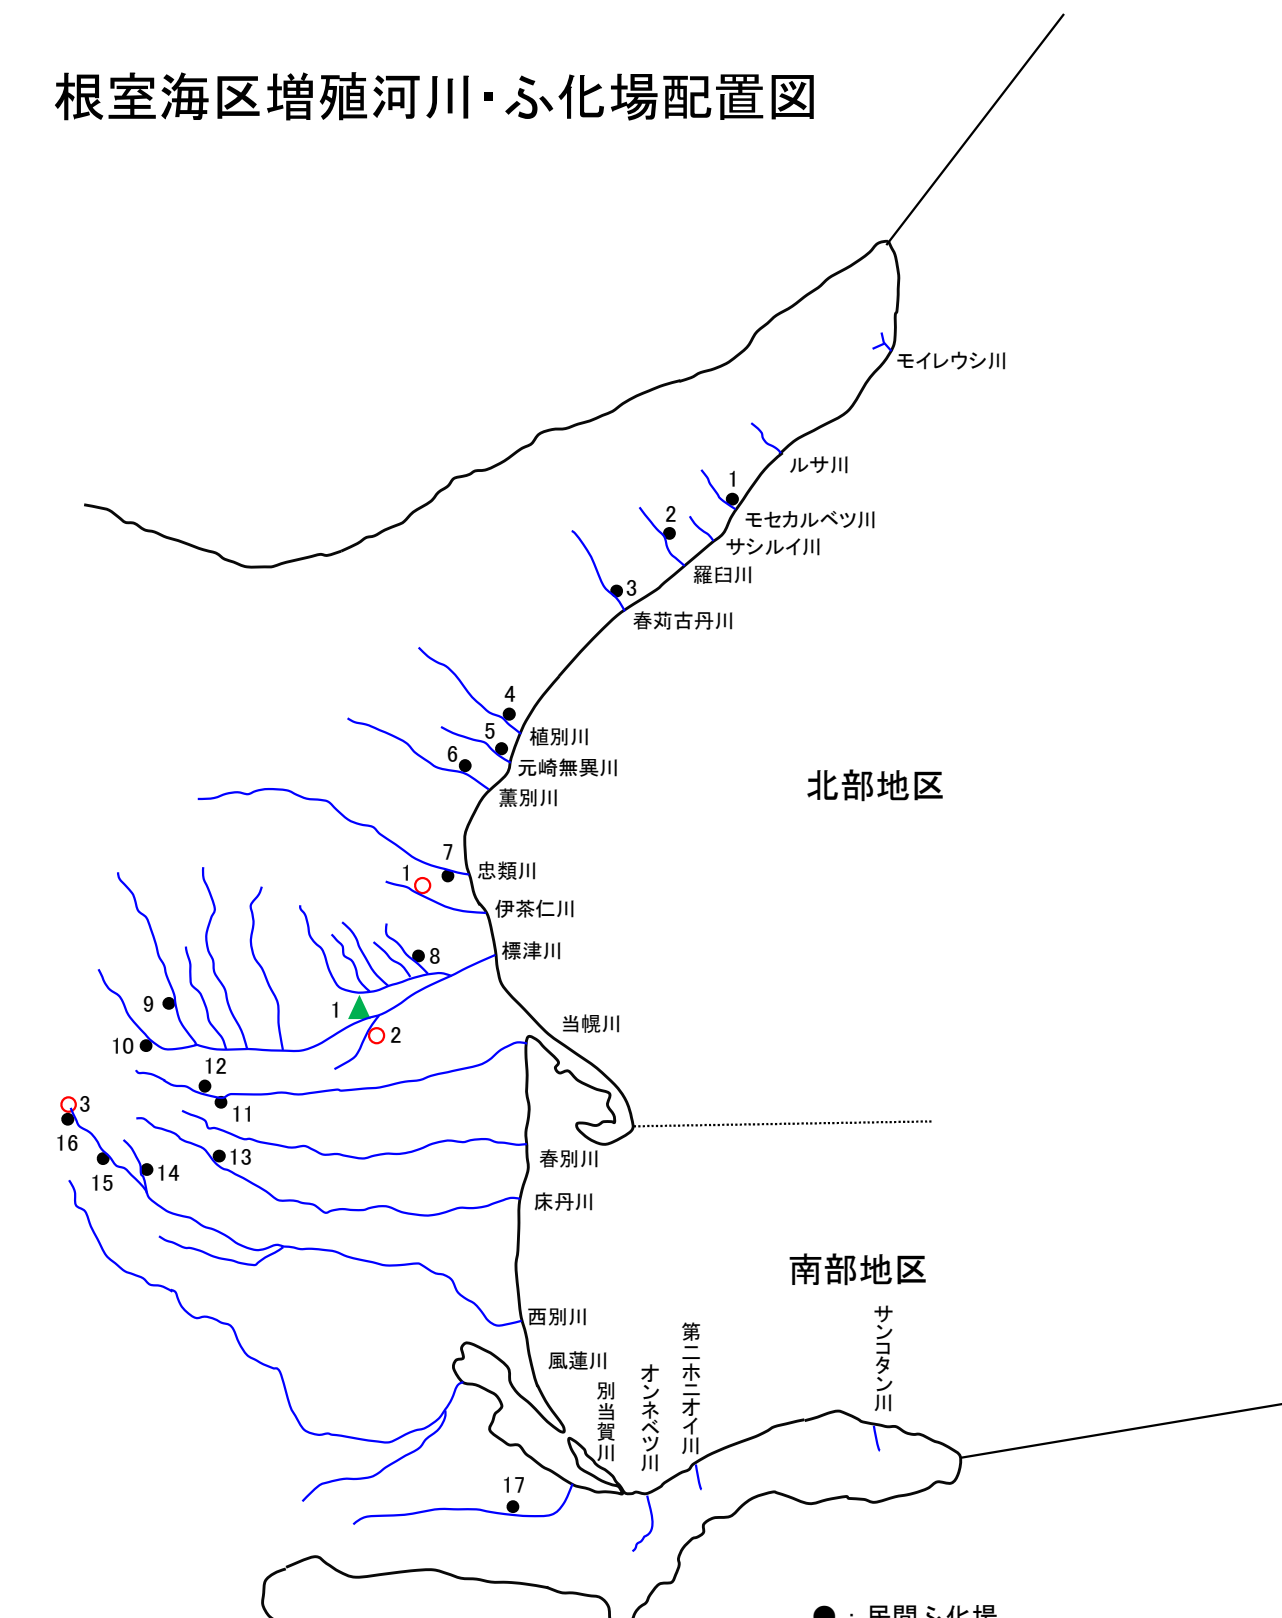 根室海区増殖河川・ふ化場配置図
モイレウシ川
ルサ川
1
モセカルベツ川
2
サシルイ川
羅臼川
3
春苅古丹川
4
植別川
5
元崎無異川
6
薫別川
北部地区
7
忠類川
1
伊茶仁川
標津川
8
9
1
当幌川
2
10
12
11
3
16
13
春別川
14
15
床丹川
南部地区
西別川
サンコタン川
第二ホニオイ川
風蓮川
オンネベツ川
別当賀川
17
●：民間ふ化場